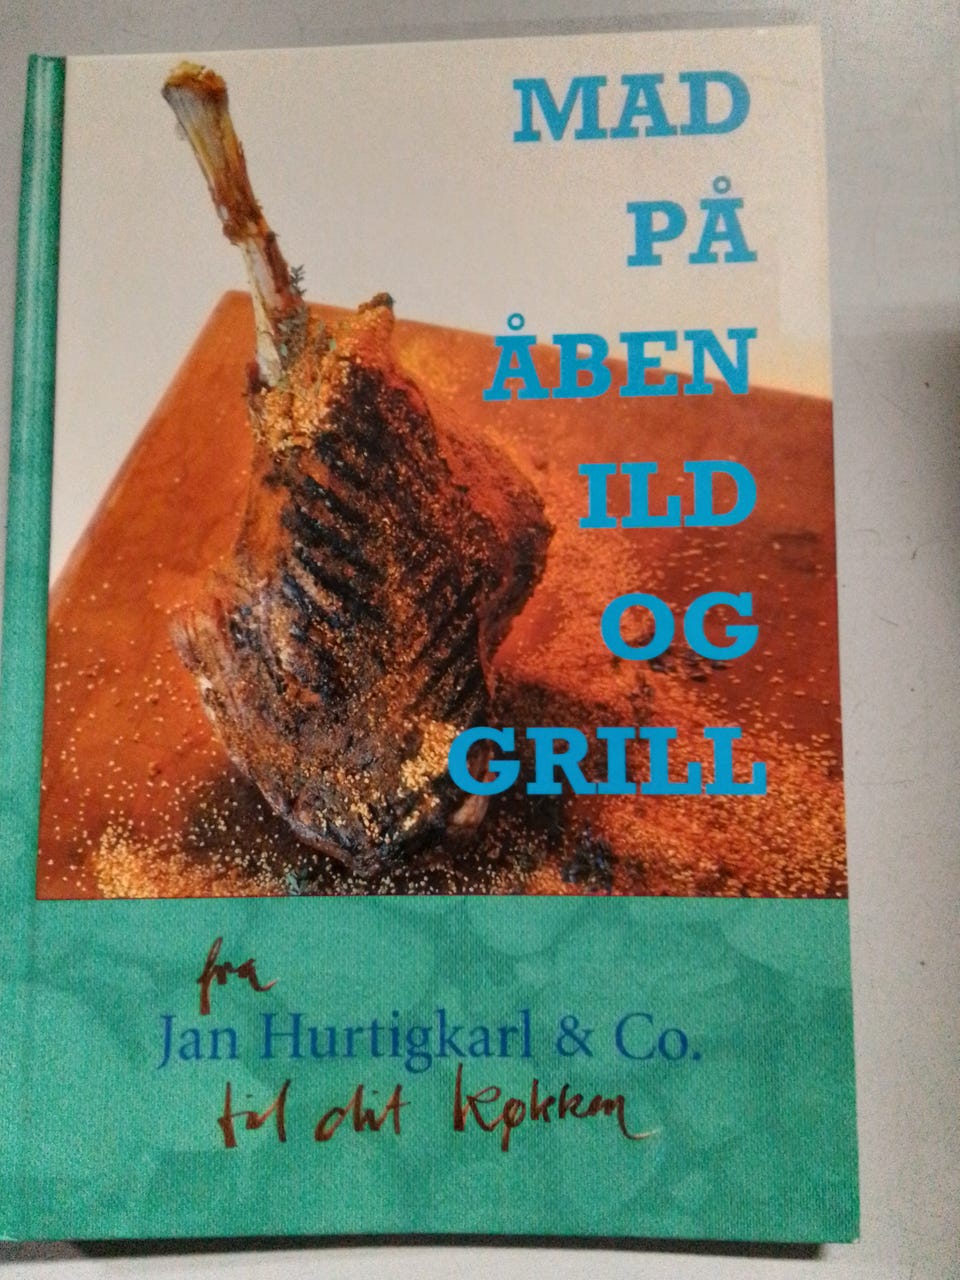 MAD
PÅ
ÅBEN
ILD
OG
GRILL
fra
Jan Hurtigkarl & Co.
til dit køkken